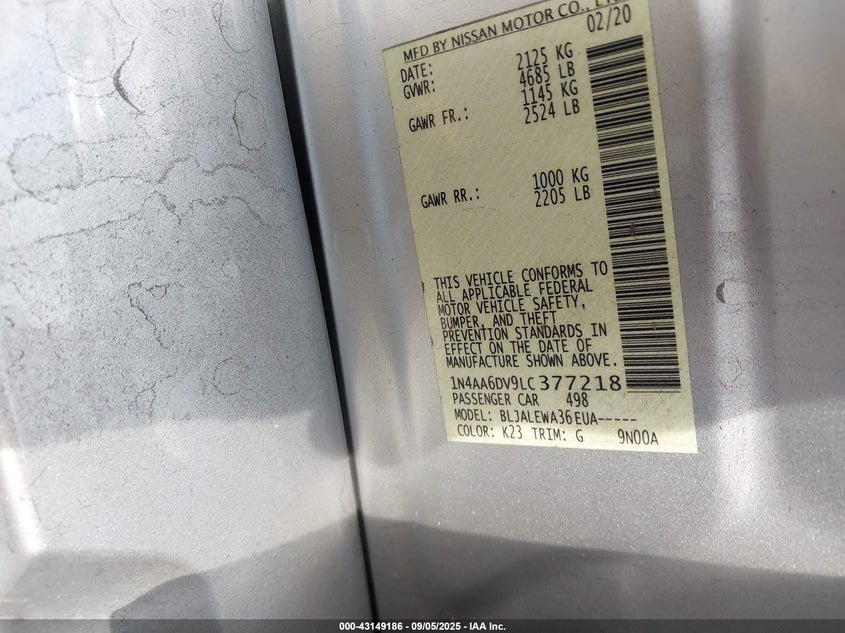 MFD BY NISSAN MOTOR CO.,
DATE: 02/20
GVWR: 2125 KG
4685 LB
GAWR FR.: 1145 KG
2524 LB
GAWR RR.: 1000 KG
2205 LB
THIS VEHICLE CONFORMS TO
ALL APPLICABLE FEDERAL
MOTOR VEHICLE SAFETY,
BUMPER, AND THEFT
PREVENTION STANDARDS IN
EFFECT ON THE DATE OF
MANUFACTURE SHOWN ABOVE.
1N4AA6DV9LC377218
PASSENGER CAR 498
MODEL: BLJALEWA36EUA-----
COLOR: K23 TRIM: G 9N00A
000-43149186 - 09/05/2025 - IAA Inc.